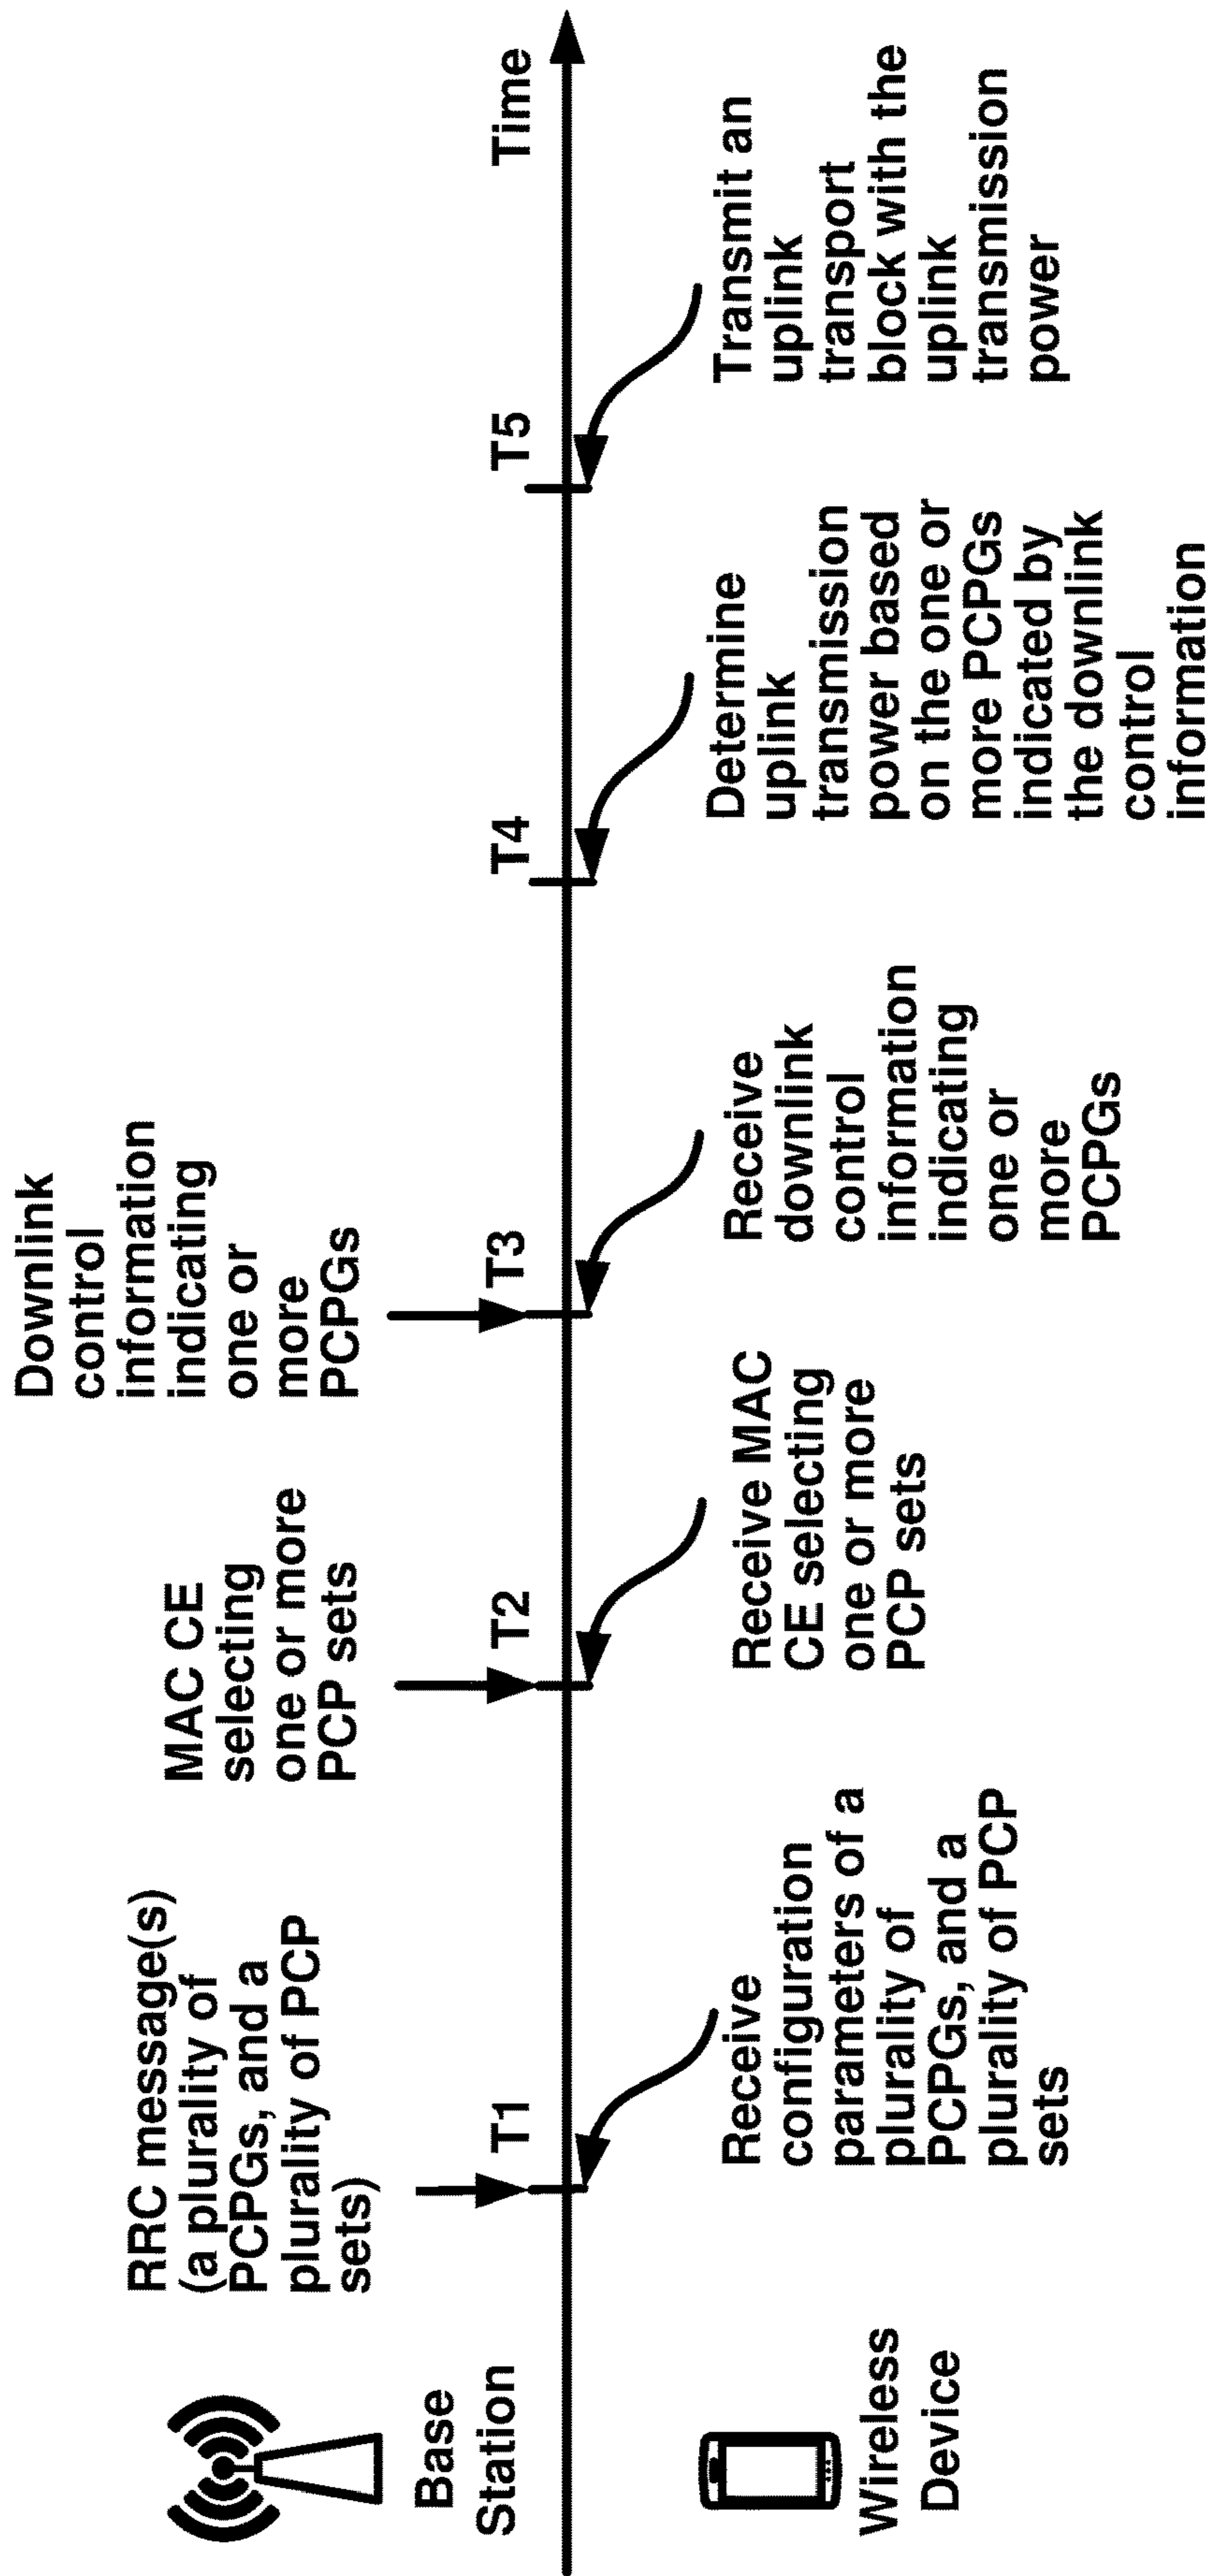 Base
Station
RRC message(s)
(a plurality of
PCPGs, and a
plurality of PCP
sets)
MAC CE
selecting
one or more
PCP sets
Downlink
control
information
indicating
one or
more
PCPGs
T1
T2
T3
T4
T5
Time
Wireless
Device
Receive
configuration
parameters of a
plurality of
PCPGs, and a
plurality of PCP
sets
Receive MAC
CE selecting
one or more
PCP sets
Receive
downlink
control
information
indicating
one or
more
PCPGs
Determine
uplink
transmission
power based
on the one or
more PCPGs
indicated by
the downlink
control
information
Transmit an
uplink
transport
block with the
uplink
transmission
power